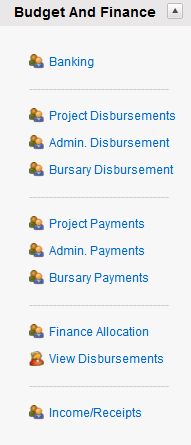 Budget And Finance
Banking
Project Disbursements
Admin. Disbursement
Bursary Disbursement
Project Payments
Admin. Payments
Bursary Payments
Finance Allocation
View Disbursements
Income/Receipts